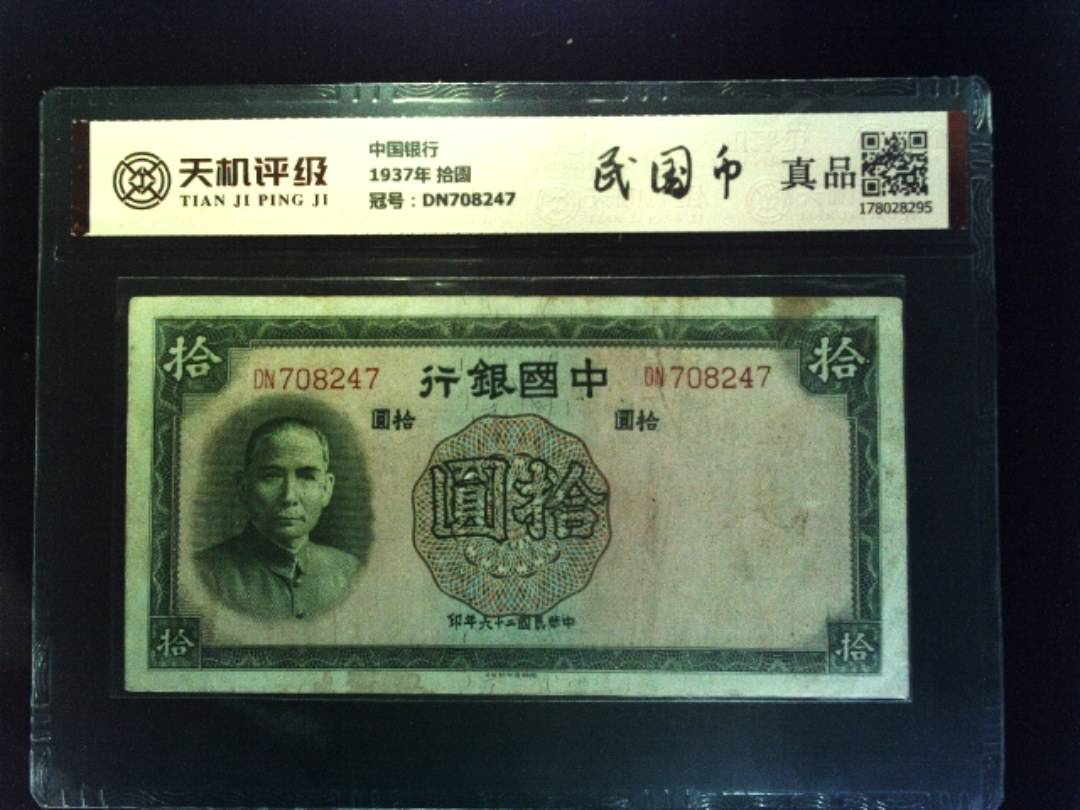 天机评级
TIAN JI PING JI
中国银行
1937年 拾圆
冠号：DN708247
民国币
真品
178028295
拾
拾
DN708247
行銀國中
DN708247
圓拾
圓拾
圓拾
印年六十二國民華中
拾
拾